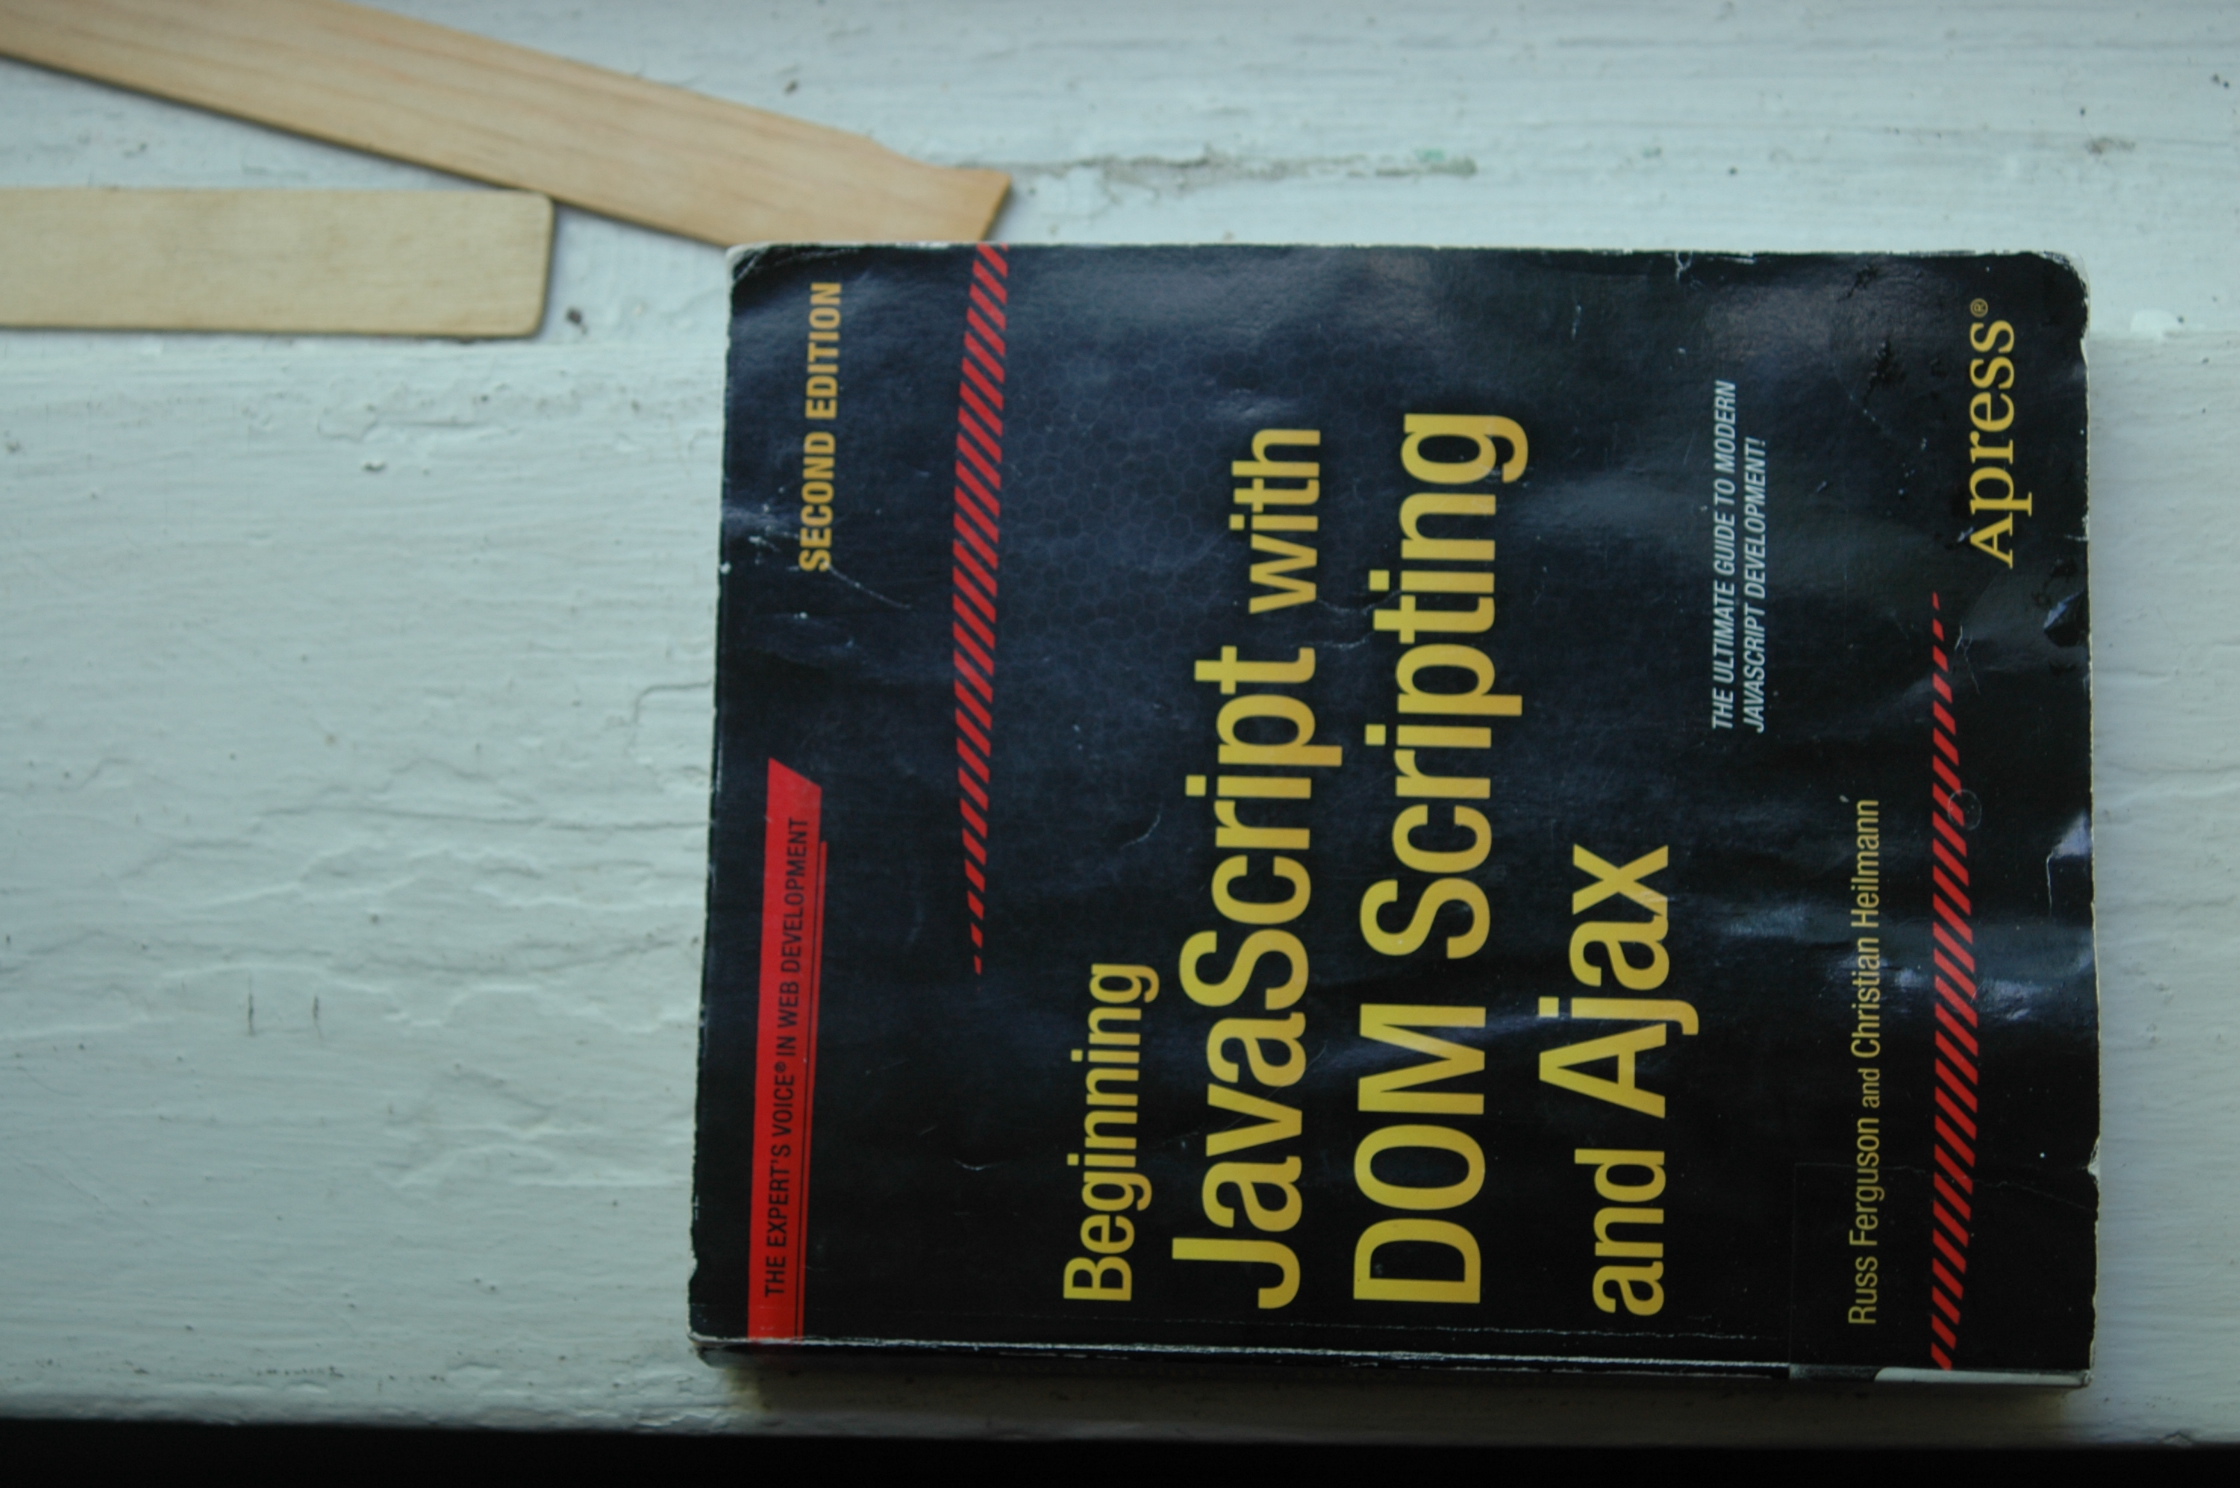 THE EXPERT'S VOICE® IN WEB DEVELOPMENT
SECOND EDITION
Beginning
JavaScript with
DOM Scripting
and Ajax
THE ULTIMATE GUIDE TO MODERN
JAVASCRIPT DEVELOPMENT!
Russ Ferguson and Christian Heilmann
Apress®